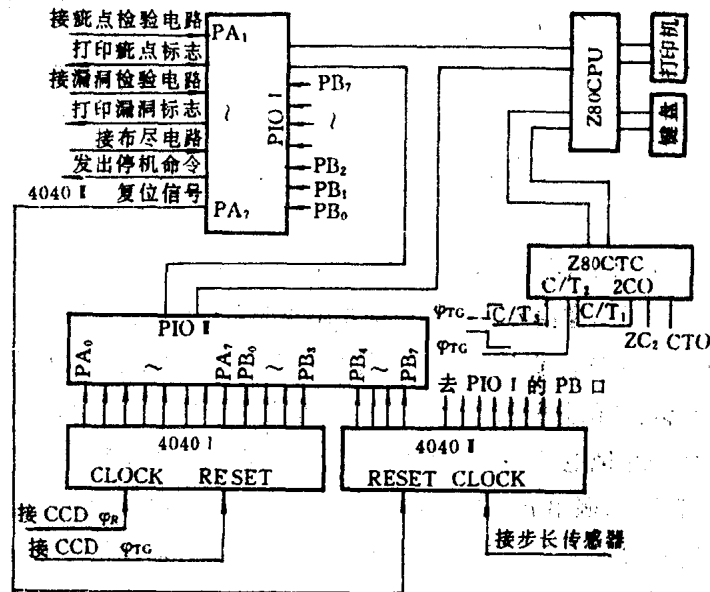 接疵点检验电路
打印疵点标志
接漏洞检验电路
打印漏洞标志
接布尽电路
发出停机命令
4040 Ⅱ 复位信号
PA₁
~
PA₇
PIO Ⅰ
PB₇
~
PB₂
PB₁
PB₀
Z80CPU
打印机
键盘
Z80CTC
C/T₂ 2CO
φTG C/T₃ C/T₁
φTG
ZC₂ CTO
PIO Ⅱ
PA₀ ~ PA₇ PB₀ ~ PB₃ PB₄ ~ PB₇
去 PIO Ⅰ 的 PB 口
4040 Ⅰ
CLOCK RESET
4040 Ⅱ
RESET CLOCK
接 CCD φR
接 CCD φTG
接步长传感器